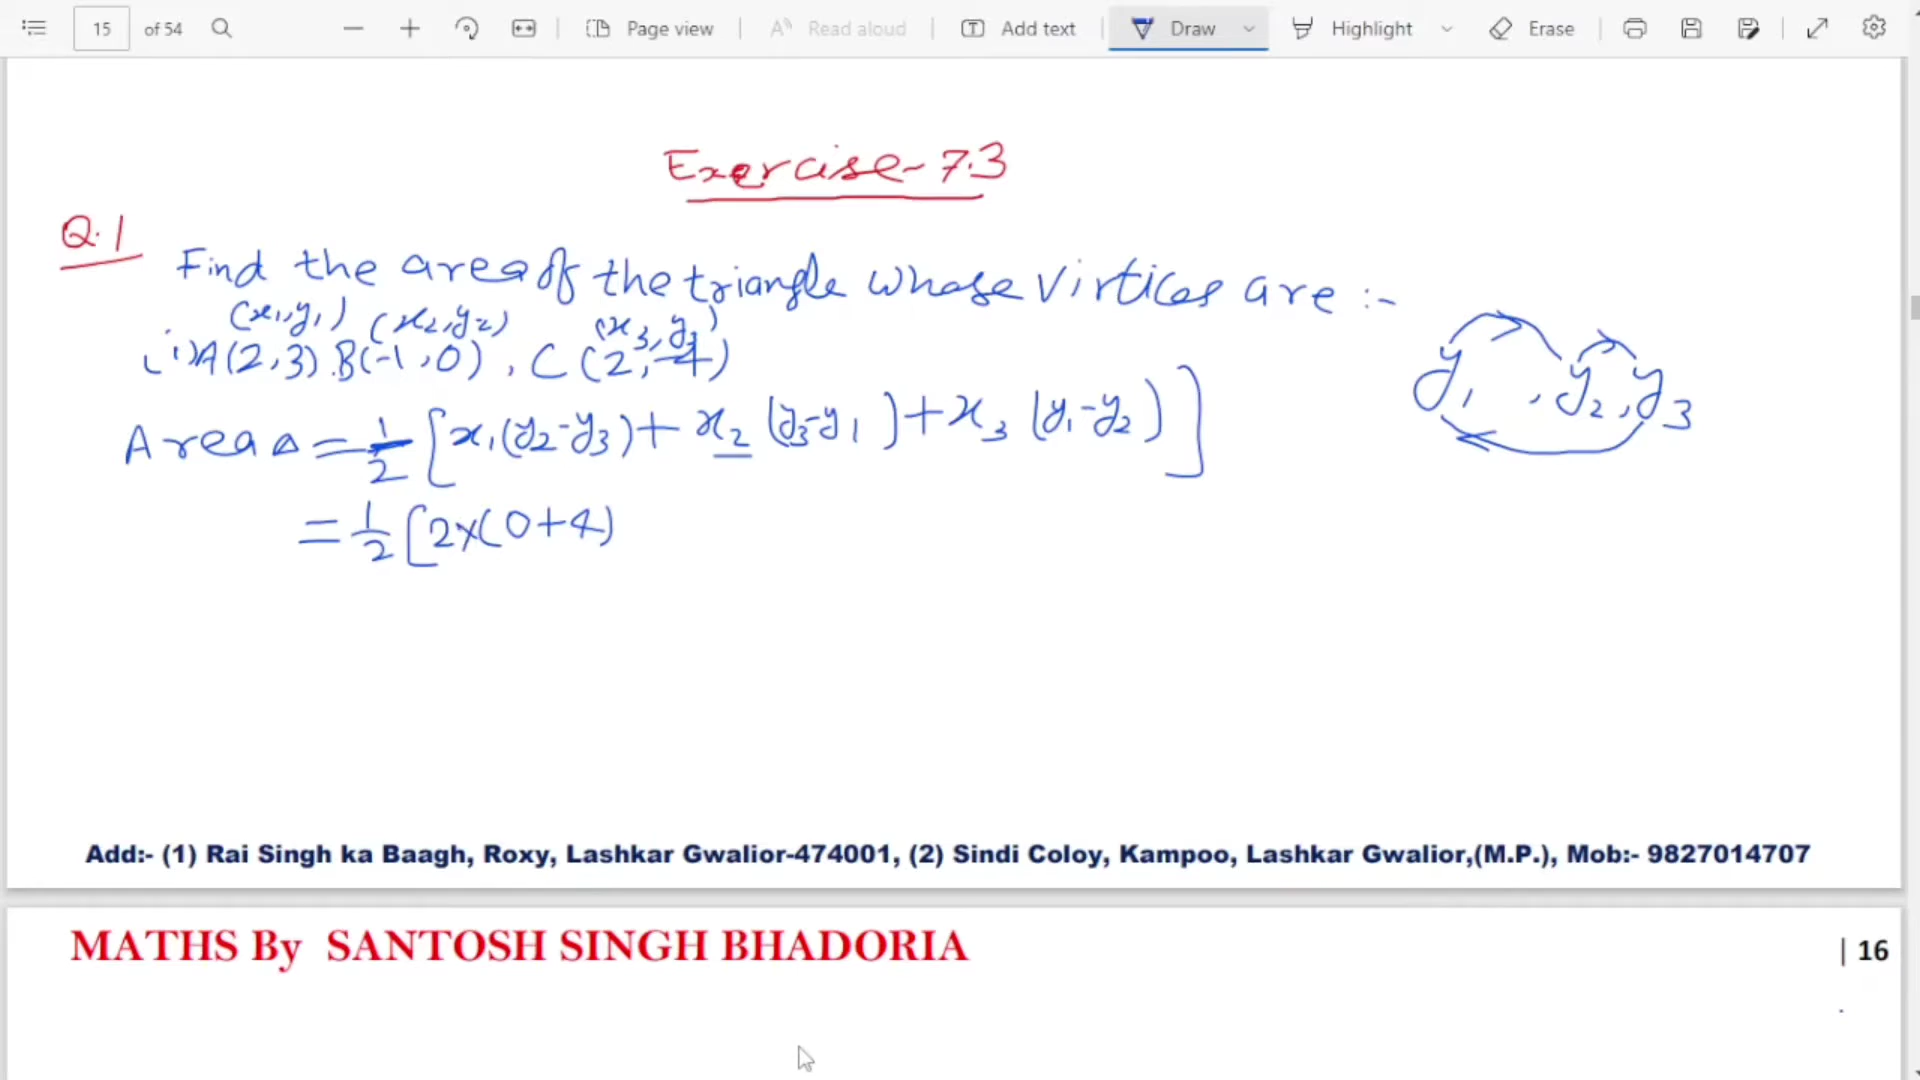 15 of 54 Page view Read aloud Add text Draw Highlight Erase
Exercise-7.3
Q.1
Find the area of the triangle whose virtices are :-
(x₁,y₁) (x₂,y₂) (x₃,y₃)
(i) A(2,3) B(-1,0), C(2,-4)
y₁, y₂, y₃
Area △ = 1/2 [x₁(y₂-y₃)+x₂(y₃-y₁)+x₃(y₁-y₂)]
= 1/2 [2×(0+4)
Add:- (1) Rai Singh ka Baagh, Roxy, Lashkar Gwalior-474001, (2) Sindi Coloy, Kampoo, Lashkar Gwalior,(M.P.), Mob:- 9827014707
MATHS By SANTOSH SINGH BHADORIA
| 16